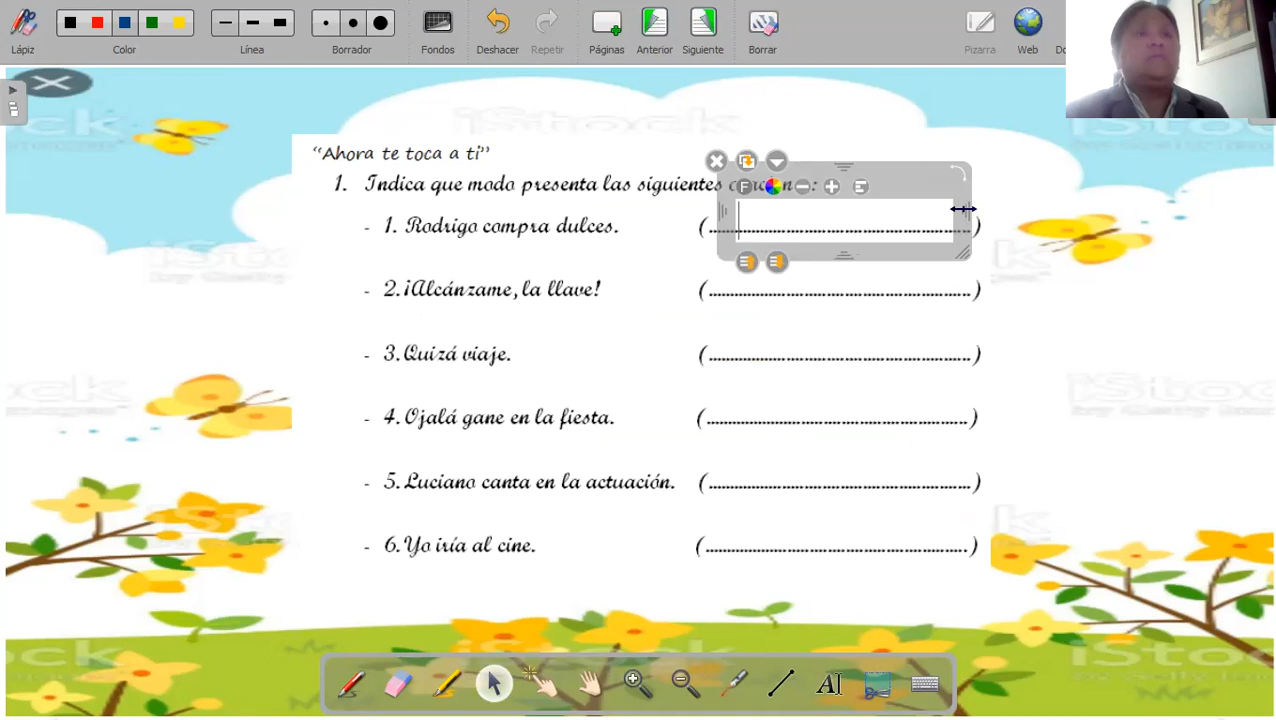 Lápiz
Color
Línea
Borrador
Fondos
Deshacer
Repetir
Páginas
Anterior
Siguiente
Borrar
Pizarra
Web
"Ahora te toca a ti"
1. Indica que modo presenta las siguientes
- 1. Rodrigo compra dulces. (..........................................................)
- 2. ¡Alcánzame, la llave! (..........................................................)
- 3. Quizá viaje. (..........................................................)
- 4. Ojalá gane en la fiesta. (..........................................................)
- 5. Luciano canta en la actuación. (..........................................................)
- 6. Yo iría al cine. (..........................................................)